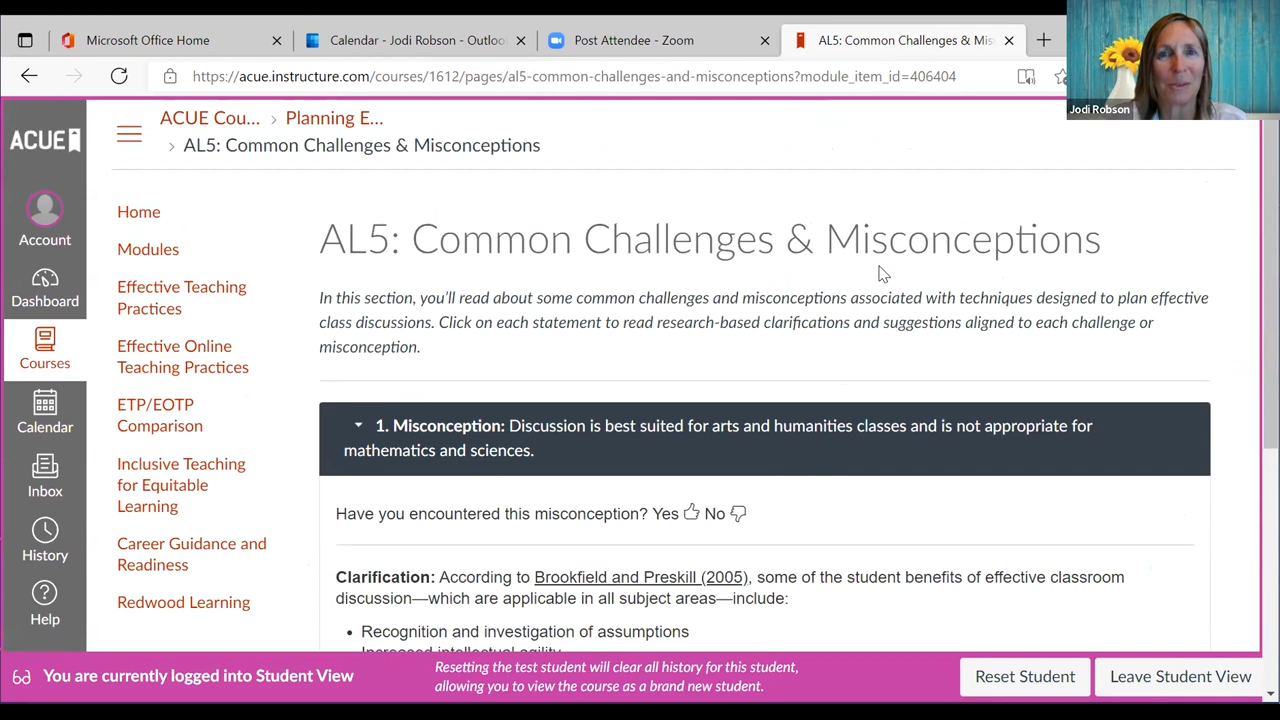 Microsoft Office Home
Calendar - Jodi Robson - Outloo
Post Attendee - Zoom
AL5: Common Challenges & Mis
https://acue.instructure.com/courses/1612/pages/al5-common-challenges-and-misconceptions?module_item_id=406404
Jodi Robson
ACUE
Account
Dashboard
Courses
Calendar
Inbox
History
Help
ACUE Cou... > Planning E...
> AL5: Common Challenges & Misconceptions
Home
Modules
Effective Teaching
Practices
Effective Online
Teaching Practices
ETP/EOTP
Comparison
Inclusive Teaching
for Equitable
Learning
Career Guidance and
Readiness
Redwood Learning
AL5: Common Challenges & Misconceptions
In this section, you'll read about some common challenges and misconceptions associated with techniques designed to plan effective
class discussions. Click on each statement to read research-based clarifications and suggestions aligned to each challenge or
misconception.
1. Misconception: Discussion is best suited for arts and humanities classes and is not appropriate for
mathematics and sciences.
Have you encountered this misconception? Yes No
Clarification: According to Brookfield and Preskill (2005), some of the student benefits of effective classroom
discussion—which are applicable in all subject areas—include:
• Recognition and investigation of assumptions
Increased intellectual agility
You are currently logged into Student View
Resetting the test student will clear all history for this student,
allowing you to view the course as a brand new student.
Reset Student
Leave Student View